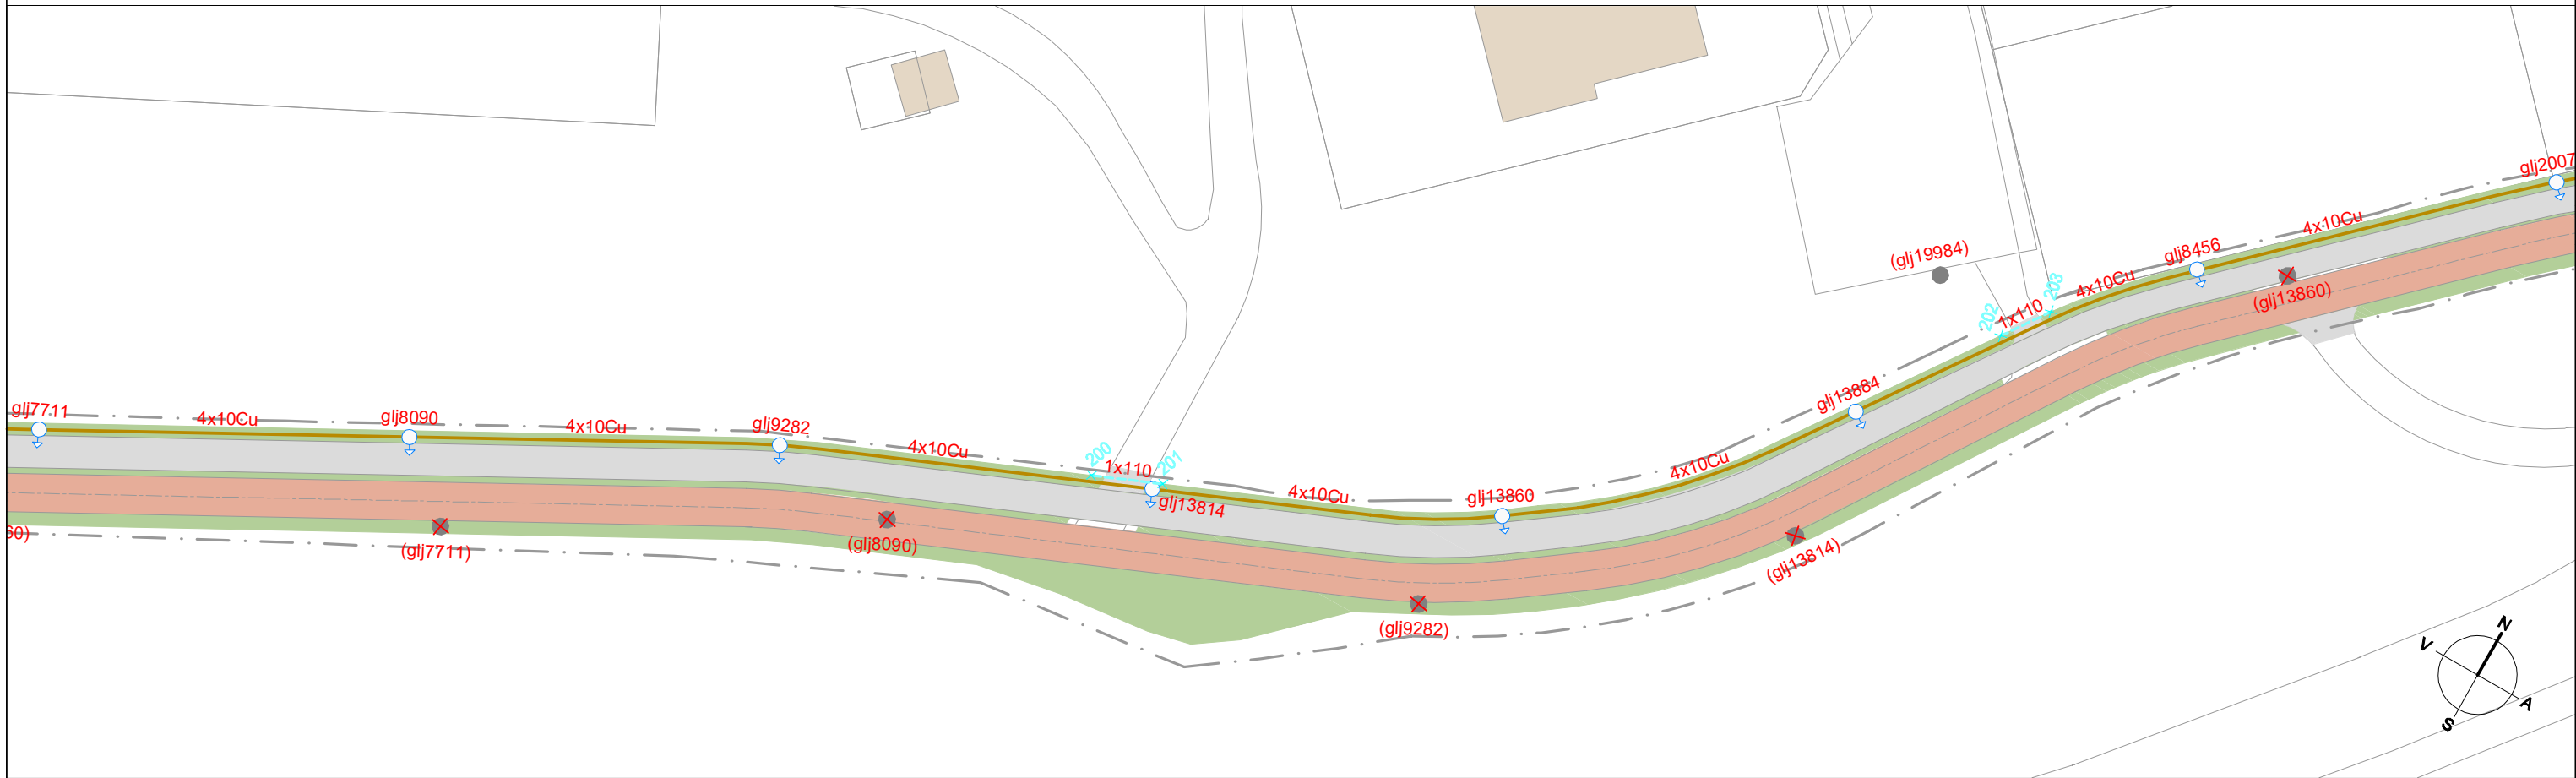 glj7711
4x10Cu
glj8090
4x10Cu
glj9282
4x10Cu
200
1x110
201
glj13814
4x10Cu
glj13860
4x10Cu
glj13884
202
1x110
203
4x10Cu
glj8456
4x10Cu
glj2007
(glj19984)
(glj13860)
60)
(glj7711)
(glj8090)
(glj9282)
(glj13814)
N
V
A
S